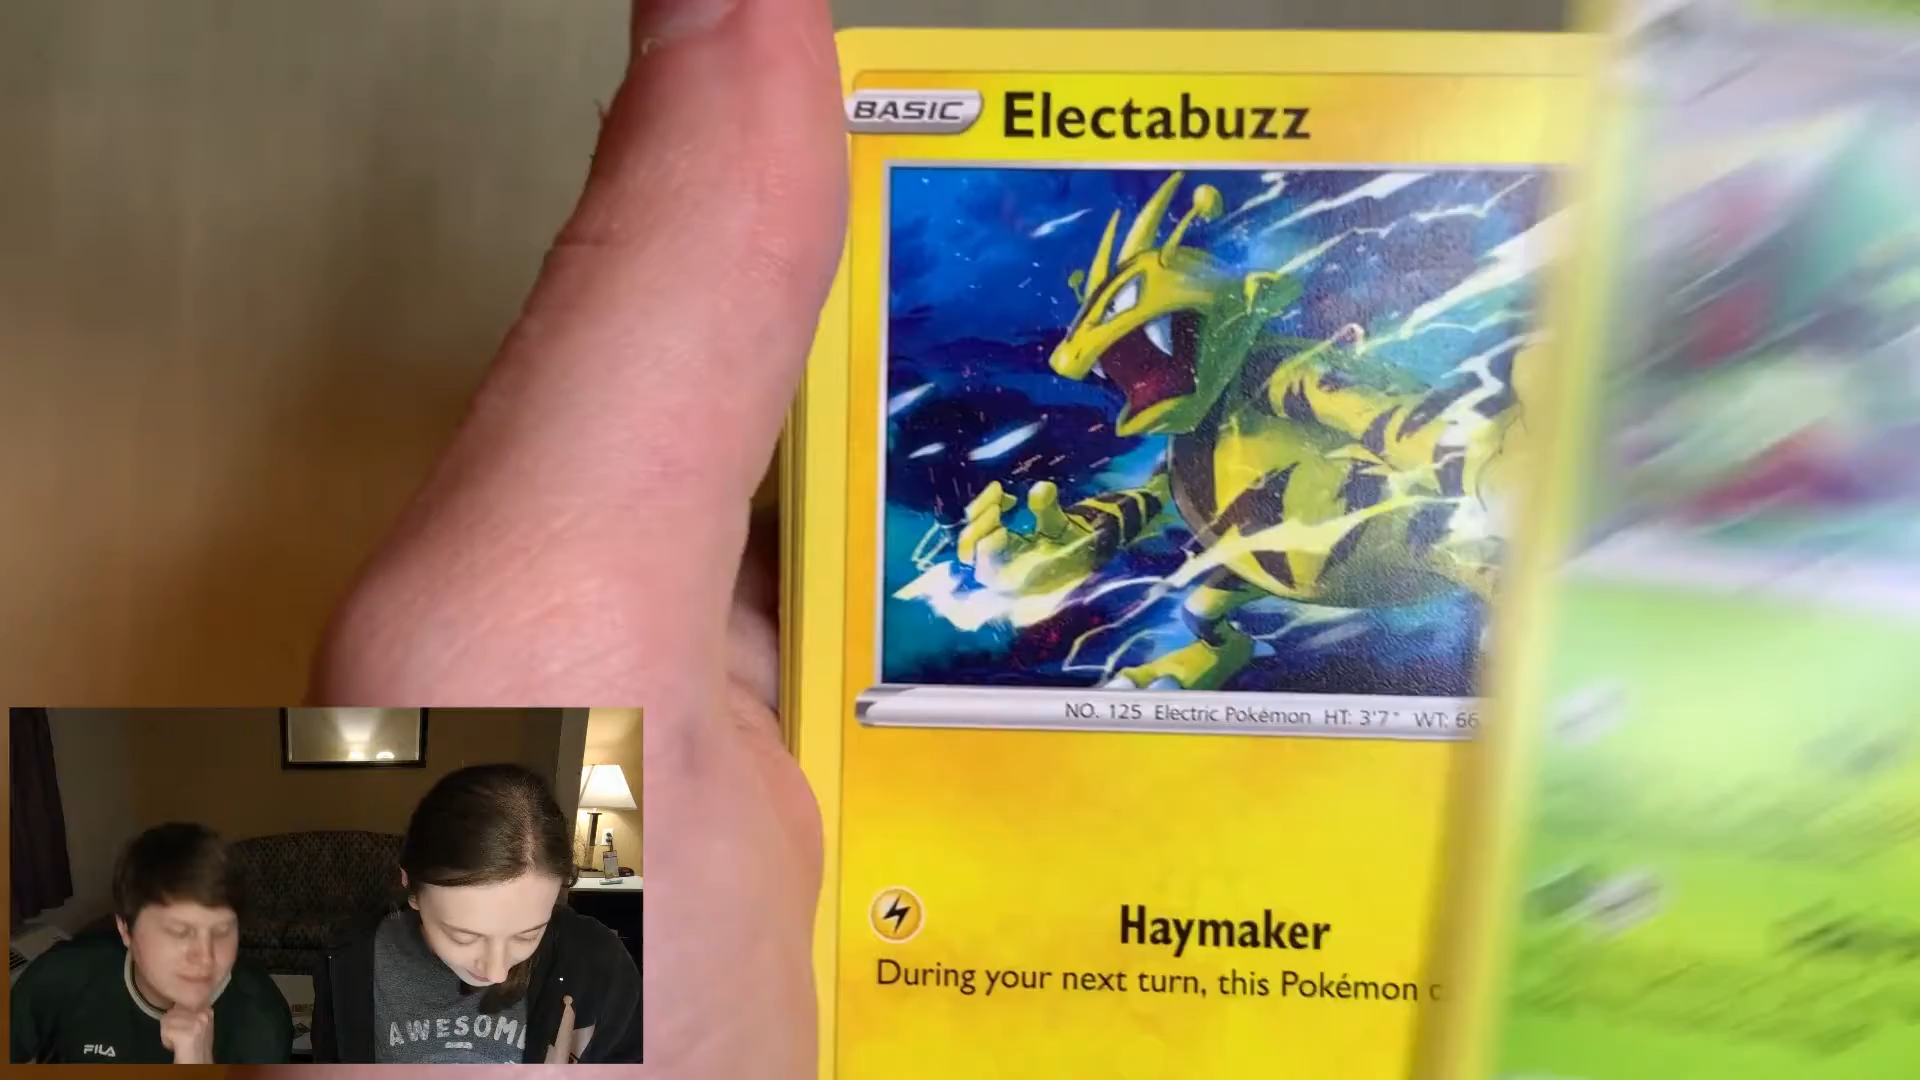 BASIC
Electabuzz
NO. 125 Electric Pokémon HT: 3'7" WT: 66
Haymaker
During your next turn, this Pokémon
FILA
AWESOM